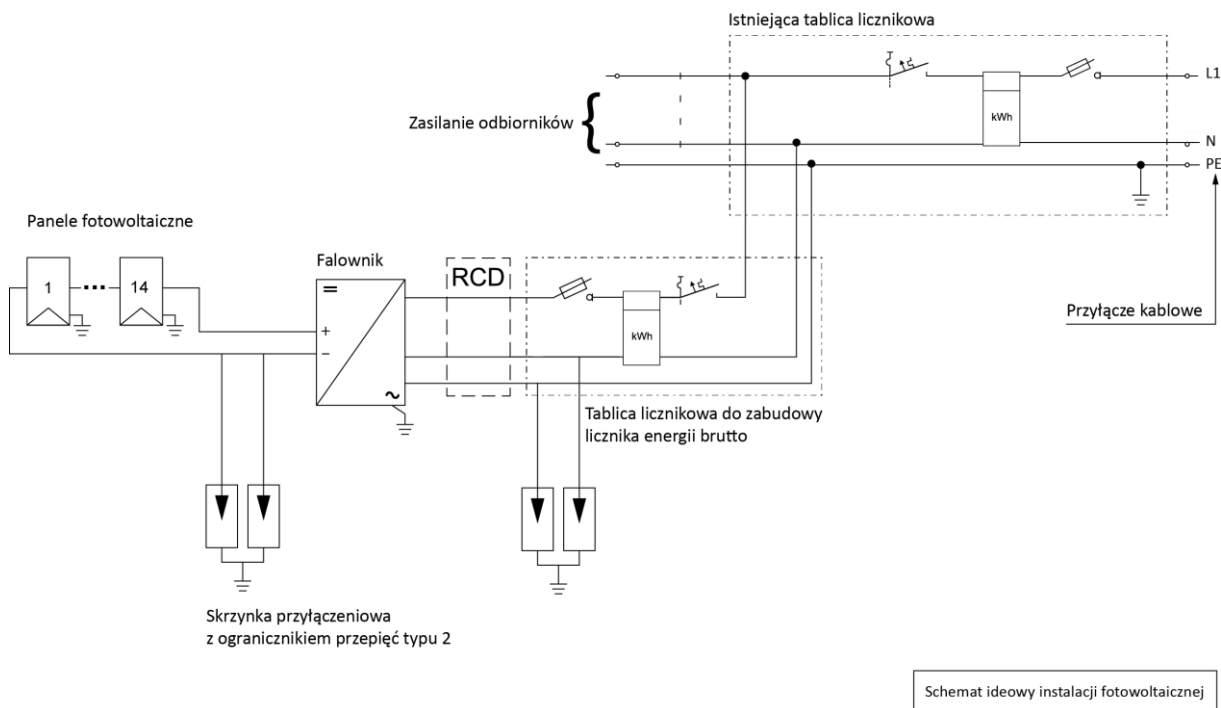 Istniejąca tablica licznikowa
L1
kWh
Zasilanie odbiorników
{
N
PE
Panele fotowoltaiczne
Falownik
RCD
1
14
=
+
–
~
kWh
Przyłącze kablowe
Tablica licznikowa do zabudowy
licznika energii brutto
Skrzynka przyłączeniowa
z ogranicznikiem przepięć typu 2
Schemat ideowy instalacji fotowoltaicznej